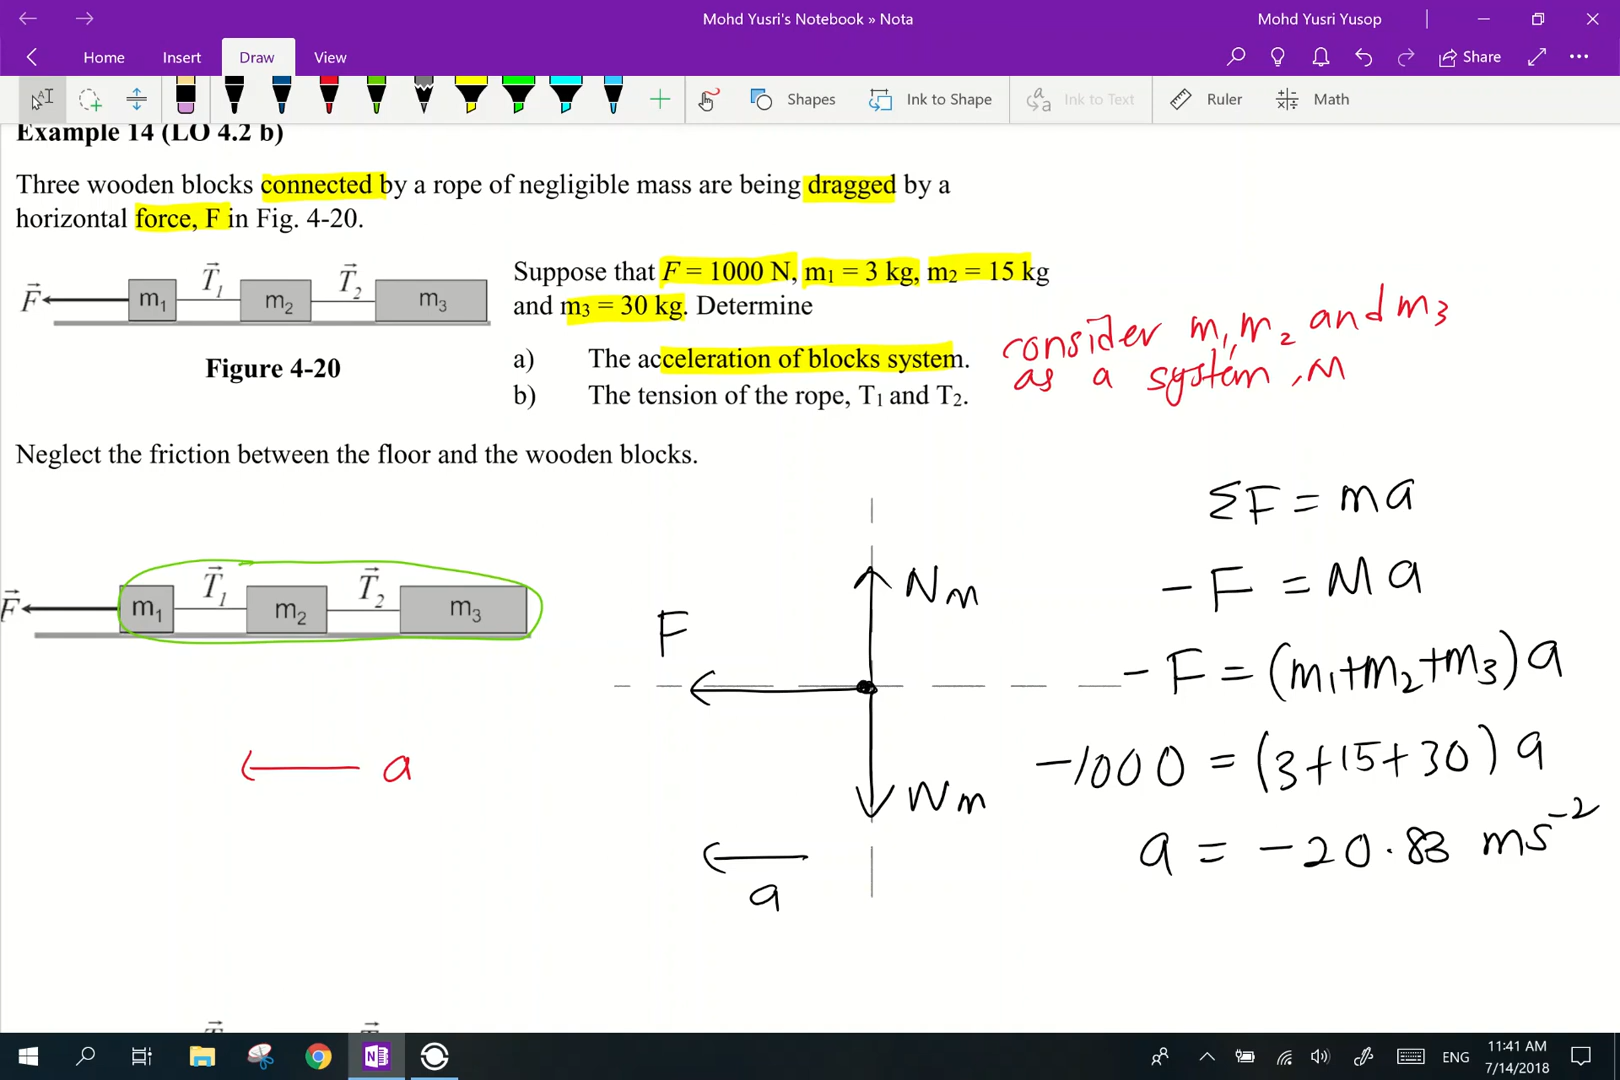 Mohd Yusri's Notebook » Nota
Mohd Yusri Yusop
Home Insert Draw View
Share
Shapes Ink to Shape Ink to Text Ruler Math
Example 14 (LO 4.2 b)
Three wooden blocks connected by a rope of negligible mass are being dragged by a
horizontal force, F in Fig. 4-20.
F⃗ m₁ T⃗₁ m₂ T⃗₂ m₃
Figure 4-20
Suppose that F = 1000 N, m₁ = 3 kg, m₂ = 15 kg
and m₃ = 30 kg. Determine
a) The acceleration of blocks system.
b) The tension of the rope, T₁ and T₂.
consider m₁, m₂ and m₃
as a system, M
Neglect the friction between the floor and the wooden blocks.
F⃗ m₁ T⃗₁ m₂ T⃗₂ m₃
a
N_M
F
W_M
a
ΣF = ma
-F = Ma
-F = (m₁+m₂+m₃)a
-1000 = (3+15+30)a
a = -20.83 ms⁻²
ENG
11:41 AM
7/14/2018